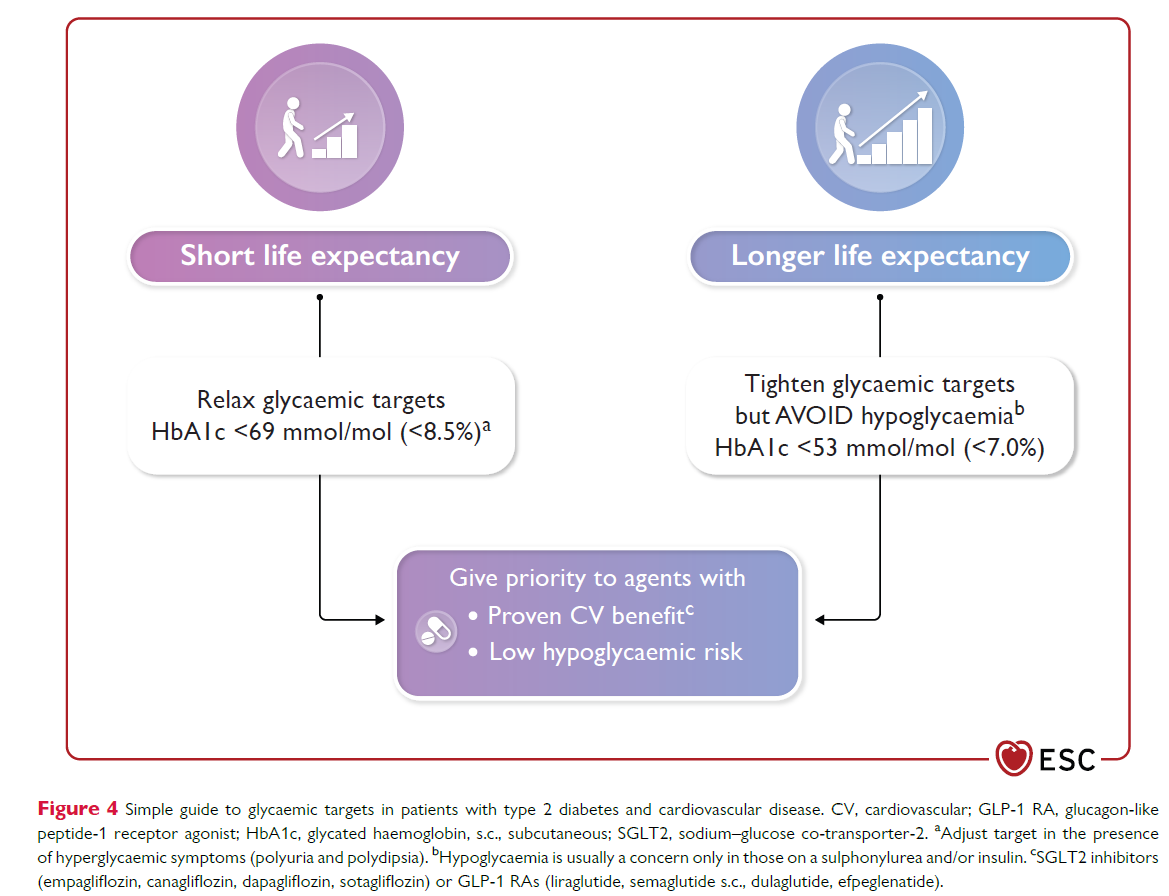 Short life expectancy
Longer life expectancy
Relax glycaemic targets
HbA1c <69 mmol/mol (<8.5%)ᵃ
Tighten glycaemic targets
but AVOID hypoglycaemiaᵇ
HbA1c <53 mmol/mol (<7.0%)
Give priority to agents with
• Proven CV benefitᶜ
• Low hypoglycaemic risk
ESC
Figure 4 Simple guide to glycaemic targets in patients with type 2 diabetes and cardiovascular disease. CV, cardiovascular; GLP-1 RA, glucagon-like
peptide-1 receptor agonist; HbA1c, glycated haemoglobin, s.c., subcutaneous; SGLT2, sodium–glucose co-transporter-2. ᵃAdjust target in the presence
of hyperglycaemic symptoms (polyuria and polydipsia). ᵇHypoglycaemia is usually a concern only in those on a sulphonylurea and/or insulin. ᶜSGLT2 inhibitors
(empagliflozin, canagliflozin, dapagliflozin, sotagliflozin) or GLP-1 RAs (liraglutide, semaglutide s.c., dulaglutide, efpeglenatide).